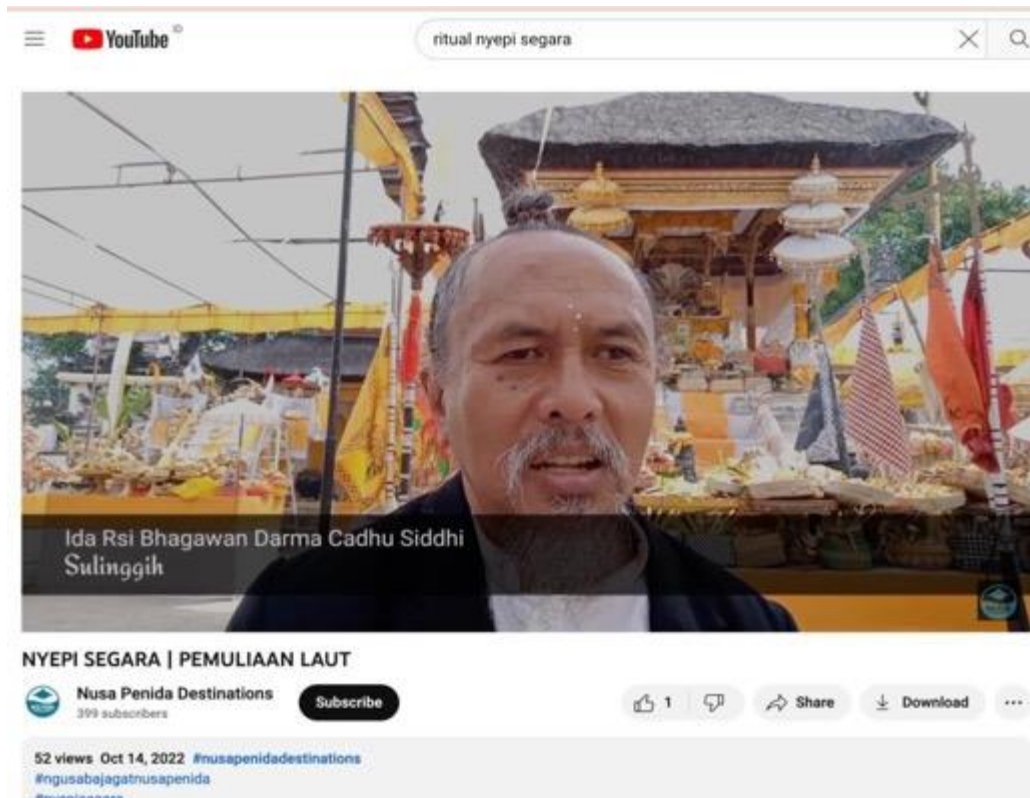 YouTube ID
ritual nyepi segara
Ida Rsi Bhagawan Darma Cadhu Siddhi
Sulinggih
NYEPI SEGARA | PEMULIAAN LAUT
Nusa Penida Destinations
399 subscribers
Subscribe
1
Share
Download
52 views Oct 14, 2022 #nusapenidadestinations
#ngusabajagatnusapenida